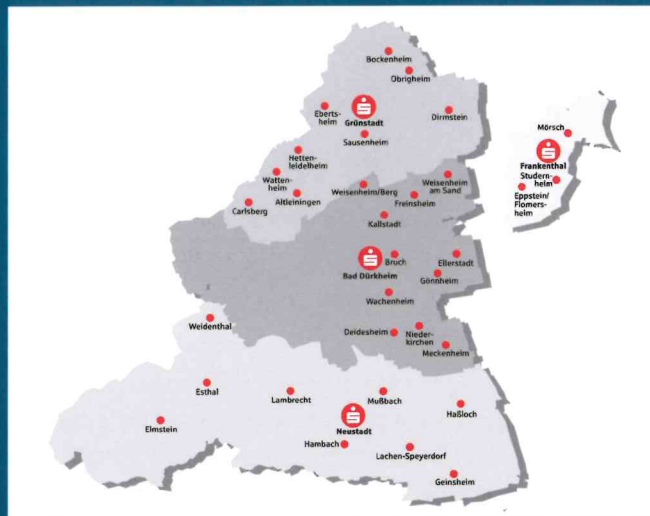 Bockenheim
Obrigheim
Eberts-
heim
Grünstadt
Dirmstein
Sausenheim
Mörsch
Frankenthal
Studern-
heim
Eppstein/
Flomers-
heim
Hetten-
leidelheim
Watten-
heim
Altleiningen
Carlsberg
Weisenheim/Berg
Weisenheim
am Sand
Freinsheim
Kallstadt
Bruch
Bad Dürkheim
Ellerstadt
Gönnheim
Wachenheim
Deidesheim
Nieder-
kirchen
Meckenheim
Weidenthal
Esthal
Lambrecht
Mußbach
Haßloch
Elmstein
Neustadt
Hambach
Lachen-Speyerdorf
Geinsheim